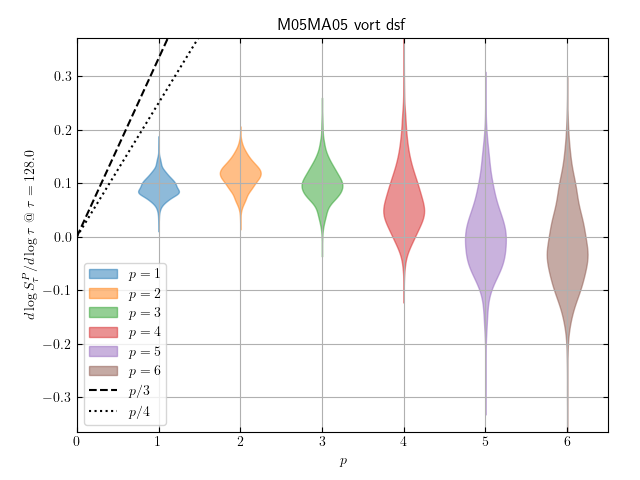 M05MA05 vort dsf
d log S_τ^P / d log τ @ τ = 128.0
0.3
0.2
0.1
0.0
−0.1
−0.2
−0.3
p = 1
p = 2
p = 3
p = 4
p = 5
p = 6
p/3
p/4
0 1 2 3 4 5 6
p